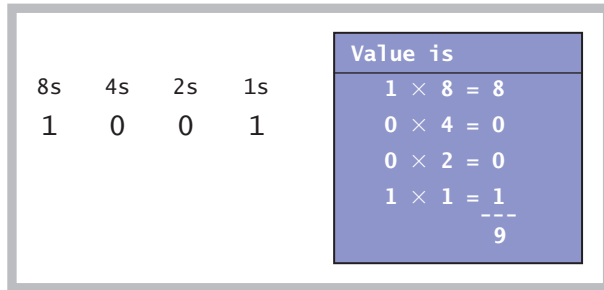 8s 4s 2s 1s
1 0 0 1
Value is
1 × 8 = 8
0 × 4 = 0
0 × 2 = 0
1 × 1 = 1
---
9